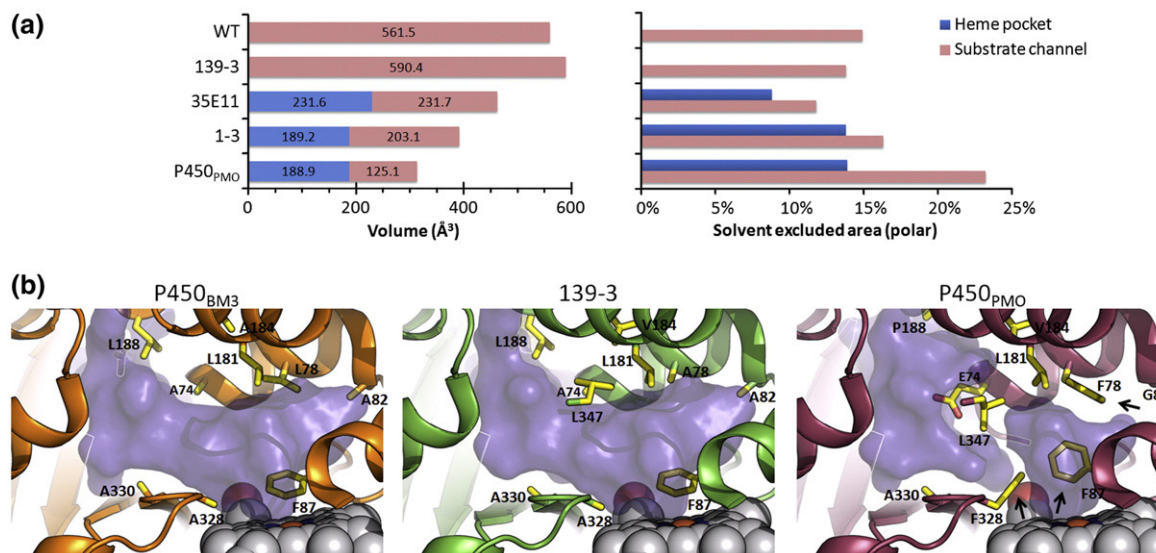 (a)
WT
139-3
35E11
1-3
P450PMO
561.5
590.4
231.6 231.7
189.2 203.1
188.9 125.1
0 200 400 600
Volume (Å³)
Heme pocket
Substrate channel
0% 5% 10% 15% 20% 25%
Solvent excluded area (polar)
(b)
P450BM3
L188
A184
L181
L78
A74
A82
A330
A328
F87
139-3
L188
V184
L181
A78
A74
L347
A82
A330
A328
F87
P450PMO
P188
V184
L181
E74
F78
G8
L347
A330
F328
F87